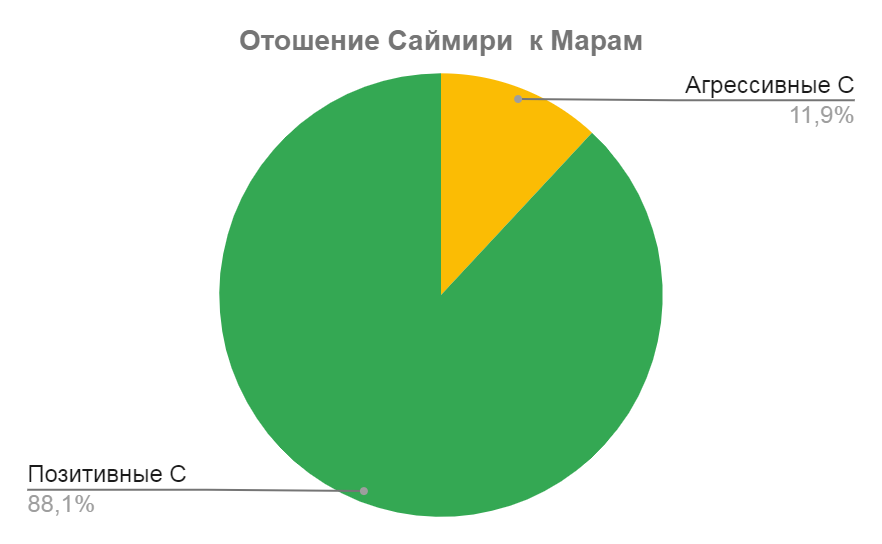 Отошение Саймири  к Марам
Агрессивные С
11,9%
Позитивные С
88,1%